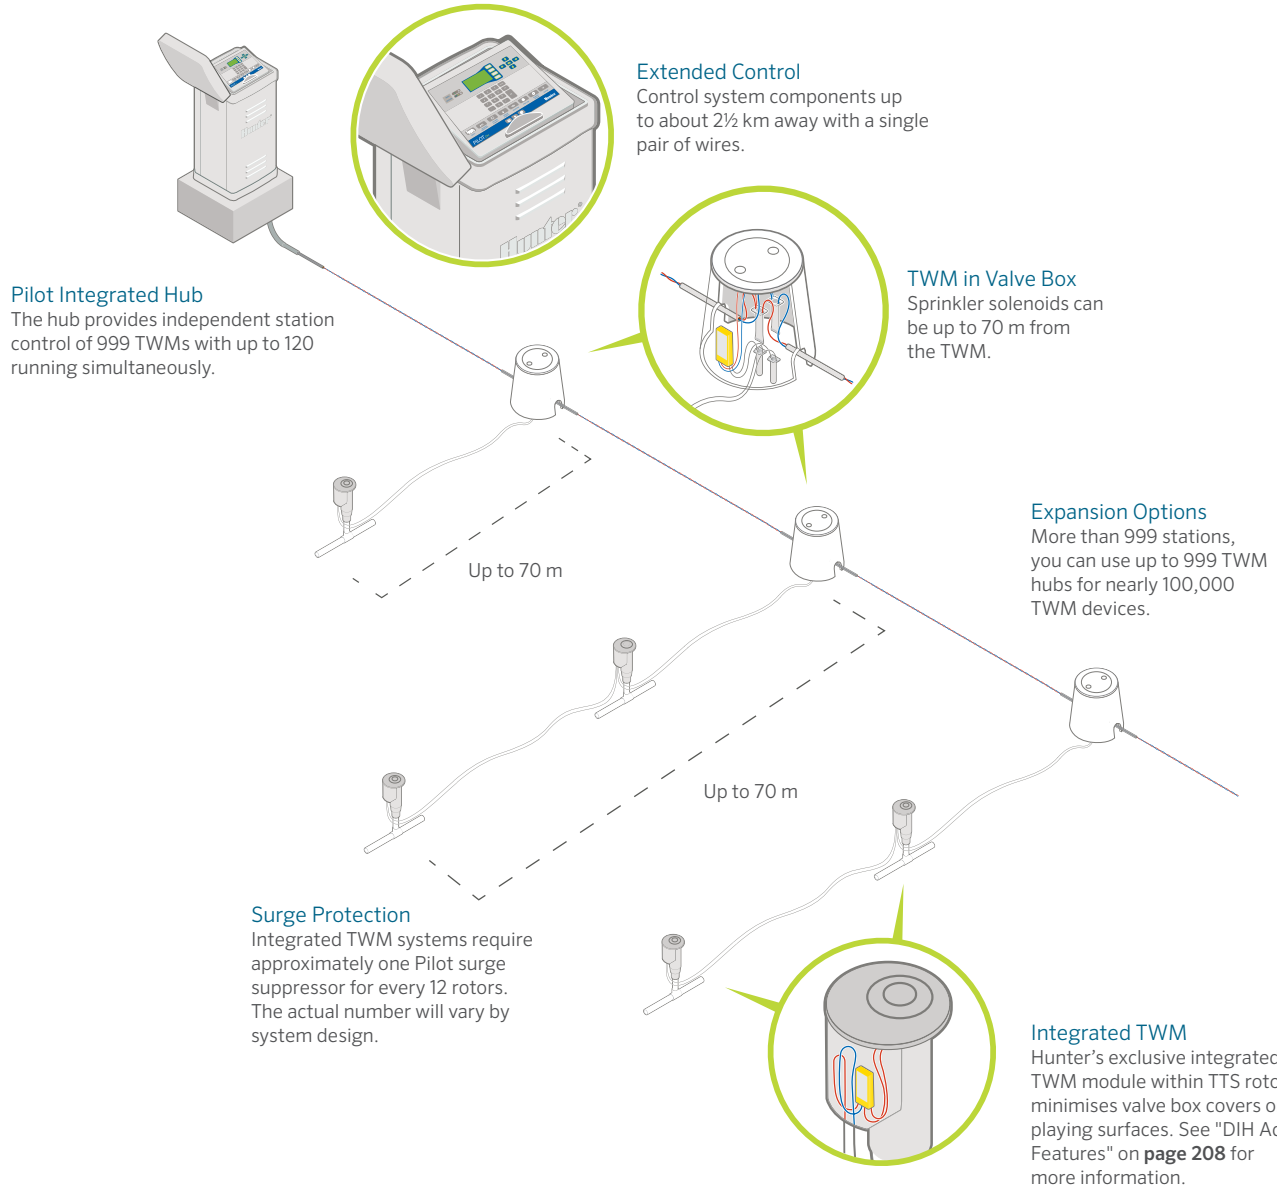 Extended Control
Control system components up
to about 2½ km away with a single
pair of wires.
PILOT
Hunter
Pilot Integrated Hub
The hub provides independent station
control of 999 TWMs with up to 120
running simultaneously.
TWM in Valve Box
Sprinkler solenoids can
be up to 70 m from
the TWM.
Up to 70 m
Expansion Options
More than 999 stations,
you can use up to 999 TWM
hubs for nearly 100,000
TWM devices.
Up to 70 m
Surge Protection
Integrated TWM systems require
approximately one Pilot surge
suppressor for every 12 rotors.
The actual number will vary by
system design.
Integrated TWM
Hunter's exclusive integrated
TWM module within TTS
minimises valve box covers
playing surfaces. See "DIH
Features" on page 208 for
more information.